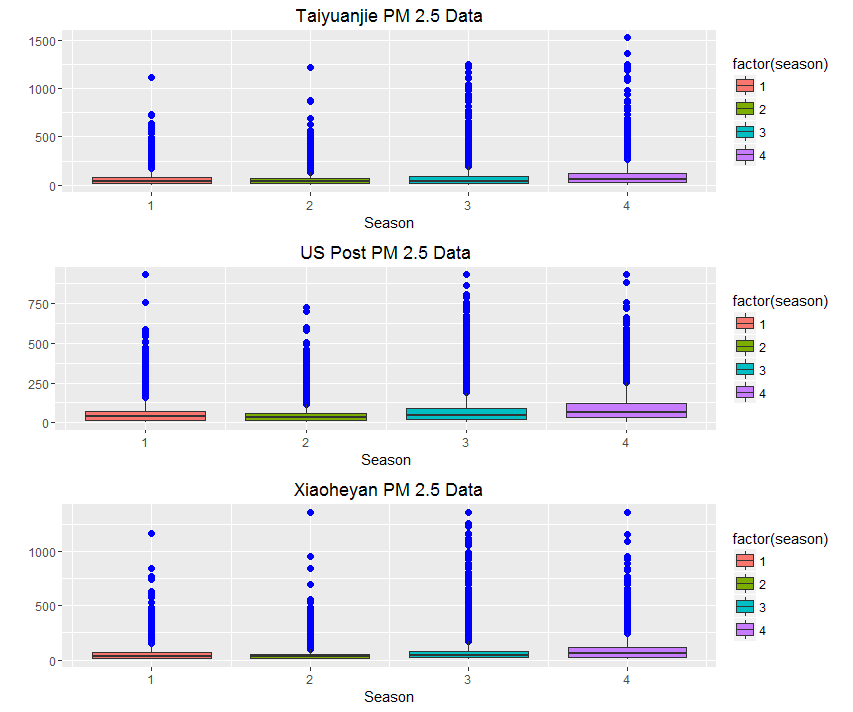 Taiyuanjie PM 2.5 Data
1500
1000
500
0
1 2 3 4
Season
factor(season)
1
2
3
4
US Post PM 2.5 Data
750
500
250
0
1 2 3 4
Season
factor(season)
1
2
3
4
Xiaoheyan PM 2.5 Data
1000
500
0
1 2 3 4
Season
factor(season)
1
2
3
4